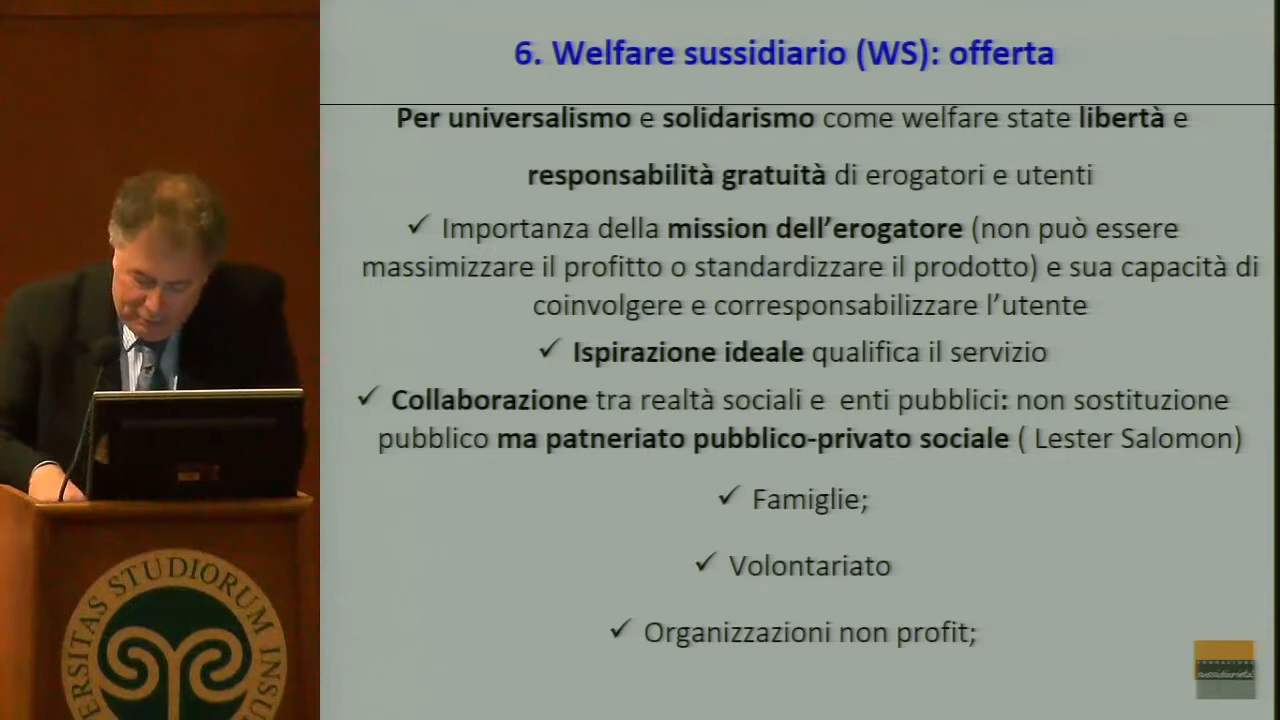 6. Welfare sussidiario (WS): offerta
Per universalismo e solidarismo come welfare state libertà e
responsabilità gratuità di erogatori e utenti
✓ Importanza della mission dell’erogatore (non può essere
massimizzare il profitto o standardizzare il prodotto) e sua capacità di
coinvolgere e corresponsabilizzare l’utente
✓ Ispirazione ideale qualifica il servizio
✓ Collaborazione tra realtà sociali e enti pubblici: non sostituzione
pubblico ma patneriato pubblico-privato sociale ( Lester Salomon)
✓ Famiglie;
✓ Volontariato
✓ Organizzazioni non profit;
ERSITAS STUDIORUM INSU